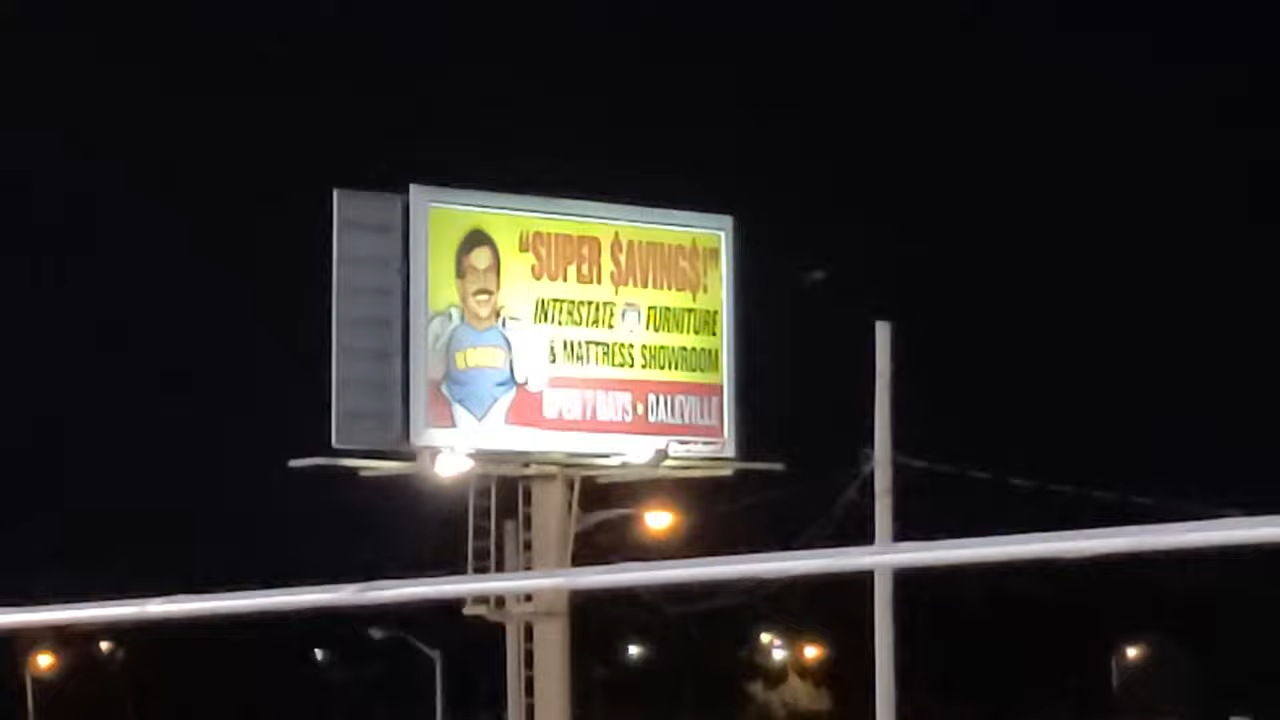 "SUPER $AVING$!"
INTERSTATE FURNITURE
& MATTRESS SHOWROOM
OPEN 7 DAYS • DALEVILLE